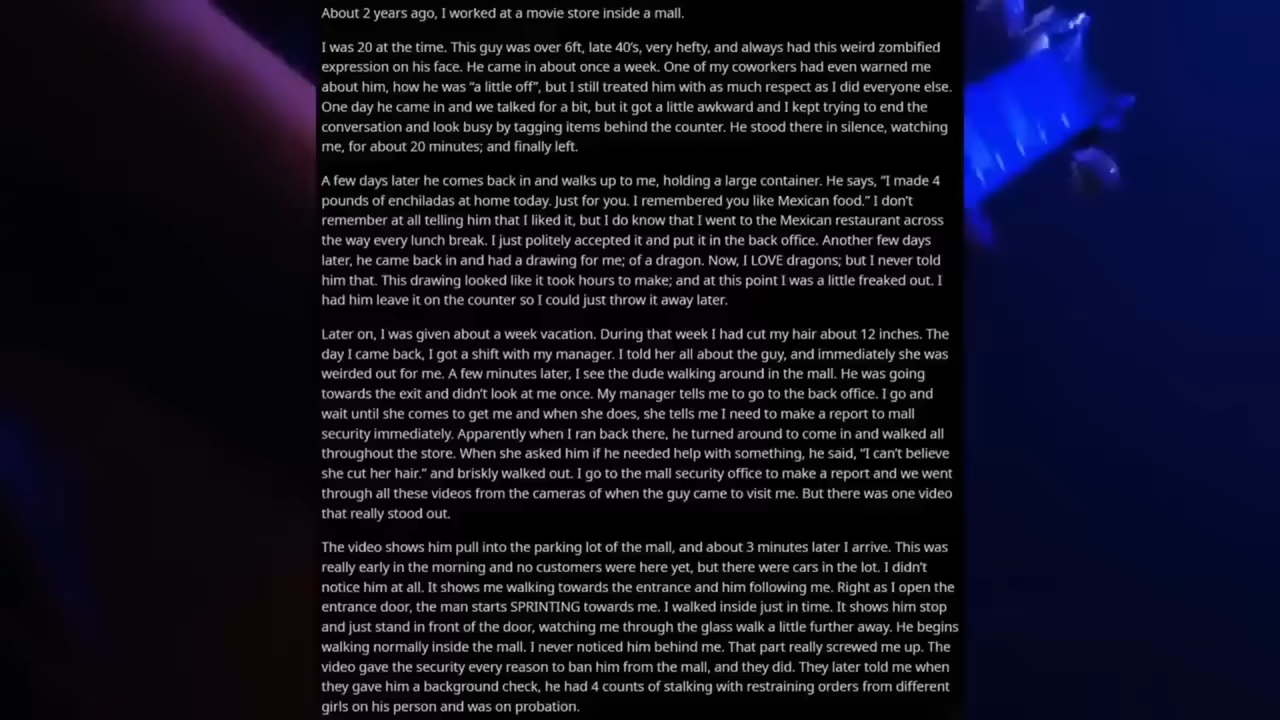 About 2 years ago, I worked at a movie store inside a mall.
I was 20 at the time. This guy was over 6ft, late 40's, very hefty, and always had this weird zombified
expression on his face. He came in about once a week. One of my coworkers had even warned me
about him, how he was "a little off", but I still treated him with as much respect as I did everyone else.
One day he came in and we talked for a bit, but it got a little awkward and I kept trying to end the
conversation and look busy by tagging items behind the counter. He stood there in silence, watching
me, for about 20 minutes; and finally left.
A few days later he comes back in and walks up to me, holding a large container. He says, "I made 4
pounds of enchiladas at home today. Just for you. I remembered you like Mexican food." I don't
remember at all telling him that I liked it, but I do know that I went to the Mexican restaurant across
the way every lunch break. I just politely accepted it and put it in the back office. Another few days
later, he came back in and had a drawing for me; of a dragon. Now, I LOVE dragons; but I never told
him that. This drawing looked like it took hours to make; and at this point I was a little freaked out. I
had him leave it on the counter so I could just throw it away later.
Later on, I was given about a week vacation. During that week I had cut my hair about 12 inches. The
day I came back, I got a shift with my manager. I told her all about the guy, and immediately she was
weirded out for me. A few minutes later, I see the dude walking around in the mall. He was going
towards the exit and didn't look at me once. My manager tells me to go to the back office. I go and
wait until she comes to get me and when she does, she tells me I need to make a report to mall
security immediately. Apparently when I ran back there, he turned around to come in and walked all
throughout the store. When she asked him if he needed help with something, he said, "I can't believe
she cut her hair." and briskly walked out. I go to the mall security office to make a report and we went
through all these videos from the cameras of when the guy came to visit me. But there was one video
that really stood out.
The video shows him pull into the parking lot of the mall, and about 3 minutes later I arrive. This was
really early in the morning and no customers were here yet, but there were cars in the lot. I didn't
notice him at all. It shows me walking towards the entrance and him following me. Right as I open the
entrance door, the man starts SPRINTING towards me. I walked inside just in time. It shows him stop
and just stand in front of the door, watching me through the glass walk a little further away. He begins
walking normally inside the mall. I never noticed him behind me. That part really screwed me up. The
video gave the security every reason to ban him from the mall, and they did. They later told me when
they gave him a background check, he had 4 counts of stalking with restraining orders from different
girls on his person and was on probation.